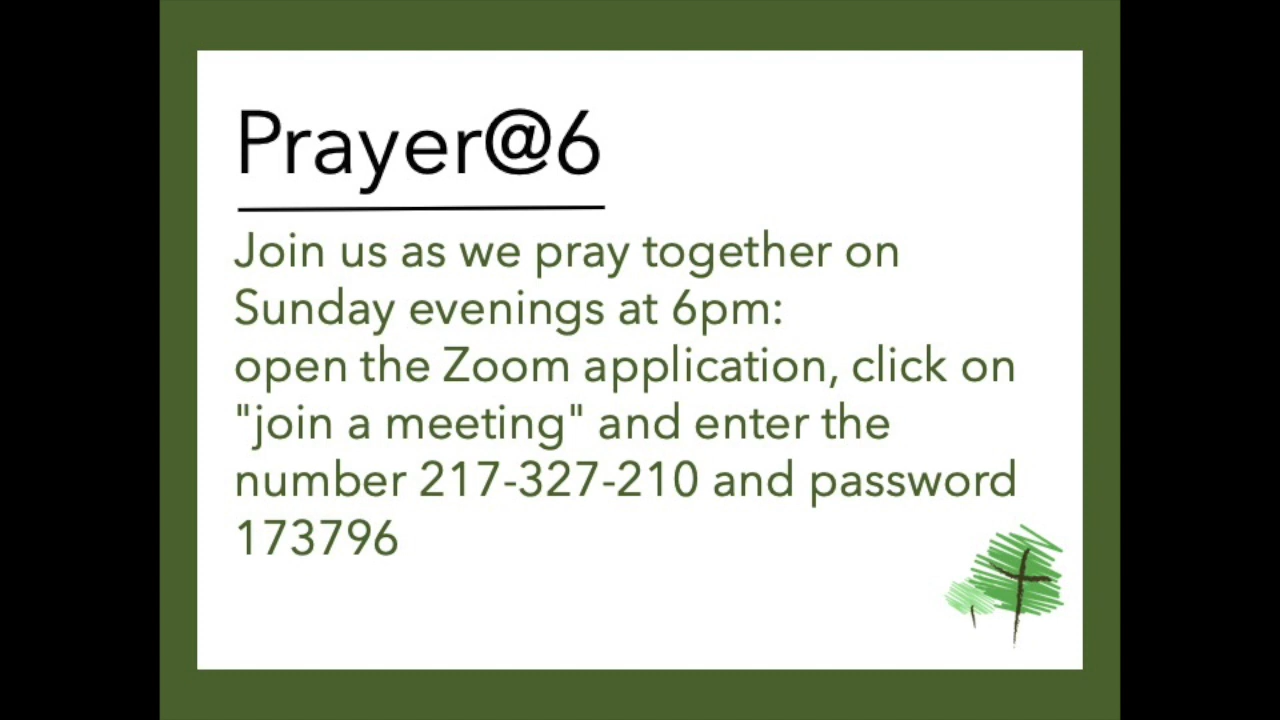 Prayer@6
Join us as we pray together on
Sunday evenings at 6pm:
open the Zoom application, click on
"join a meeting" and enter the
number 217-327-210 and password
173796